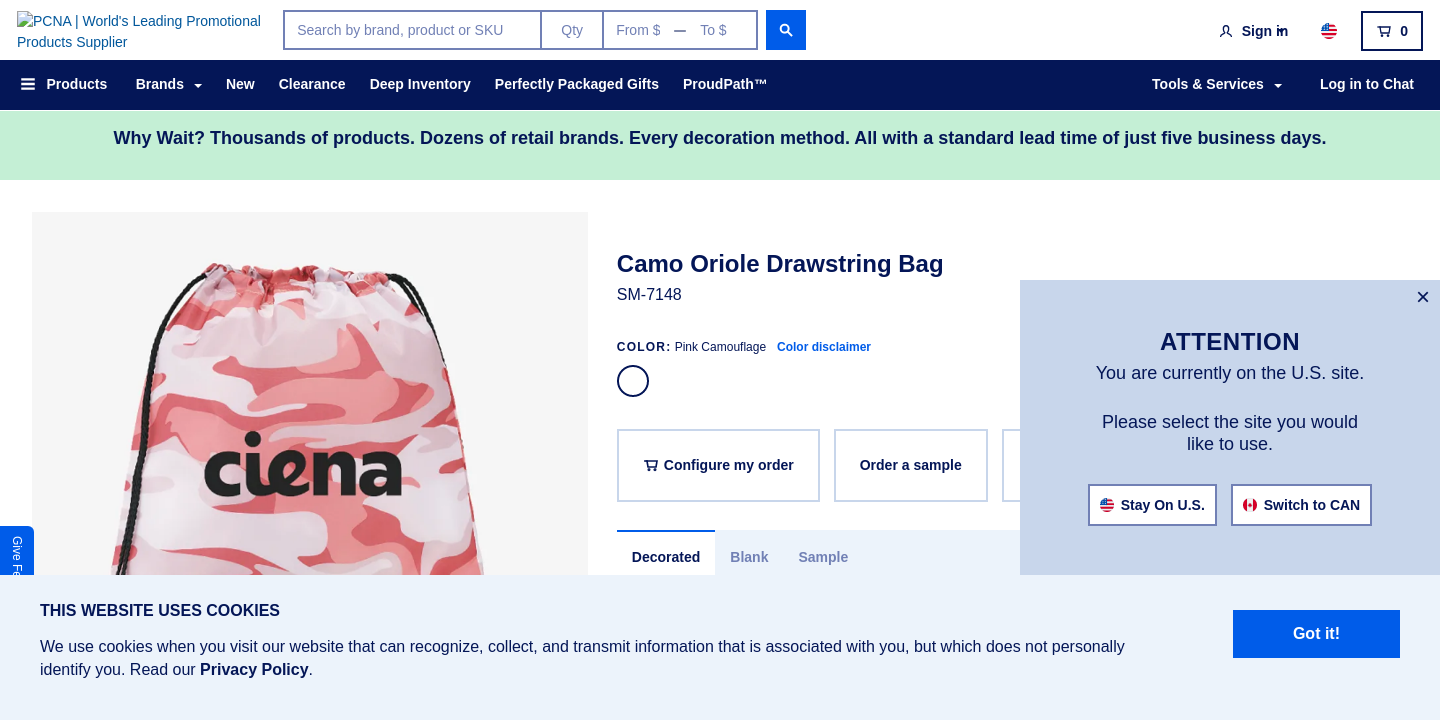 PCNA | World's Leading Promotional
Products Supplier
Search by brand, product or SKU
Qty
From $ — To $
Sign in
0
Products
Brands
New
Clearance
Deep Inventory
Perfectly Packaged Gifts
ProudPath™
Tools & Services
Log in to Chat
Why Wait? Thousands of products. Dozens of retail brands. Every decoration method. All with a standard lead time of just five business days.
ciena
Camo Oriole Drawstring Bag
SM-7148
COLOR: Pink Camouflage Color disclaimer
Configure my order
Order a sample
Decorated
Blank
Sample
×
ATTENTION
You are currently on the U.S. site.
Please select the site you would
like to use.
Stay On U.S.
Switch to CAN
Give
THIS WEBSITE USES COOKIES
We use cookies when you visit our website that can recognize, collect, and transmit information that is associated with you, but which does not personally
identify you. Read our Privacy Policy.
Got it!